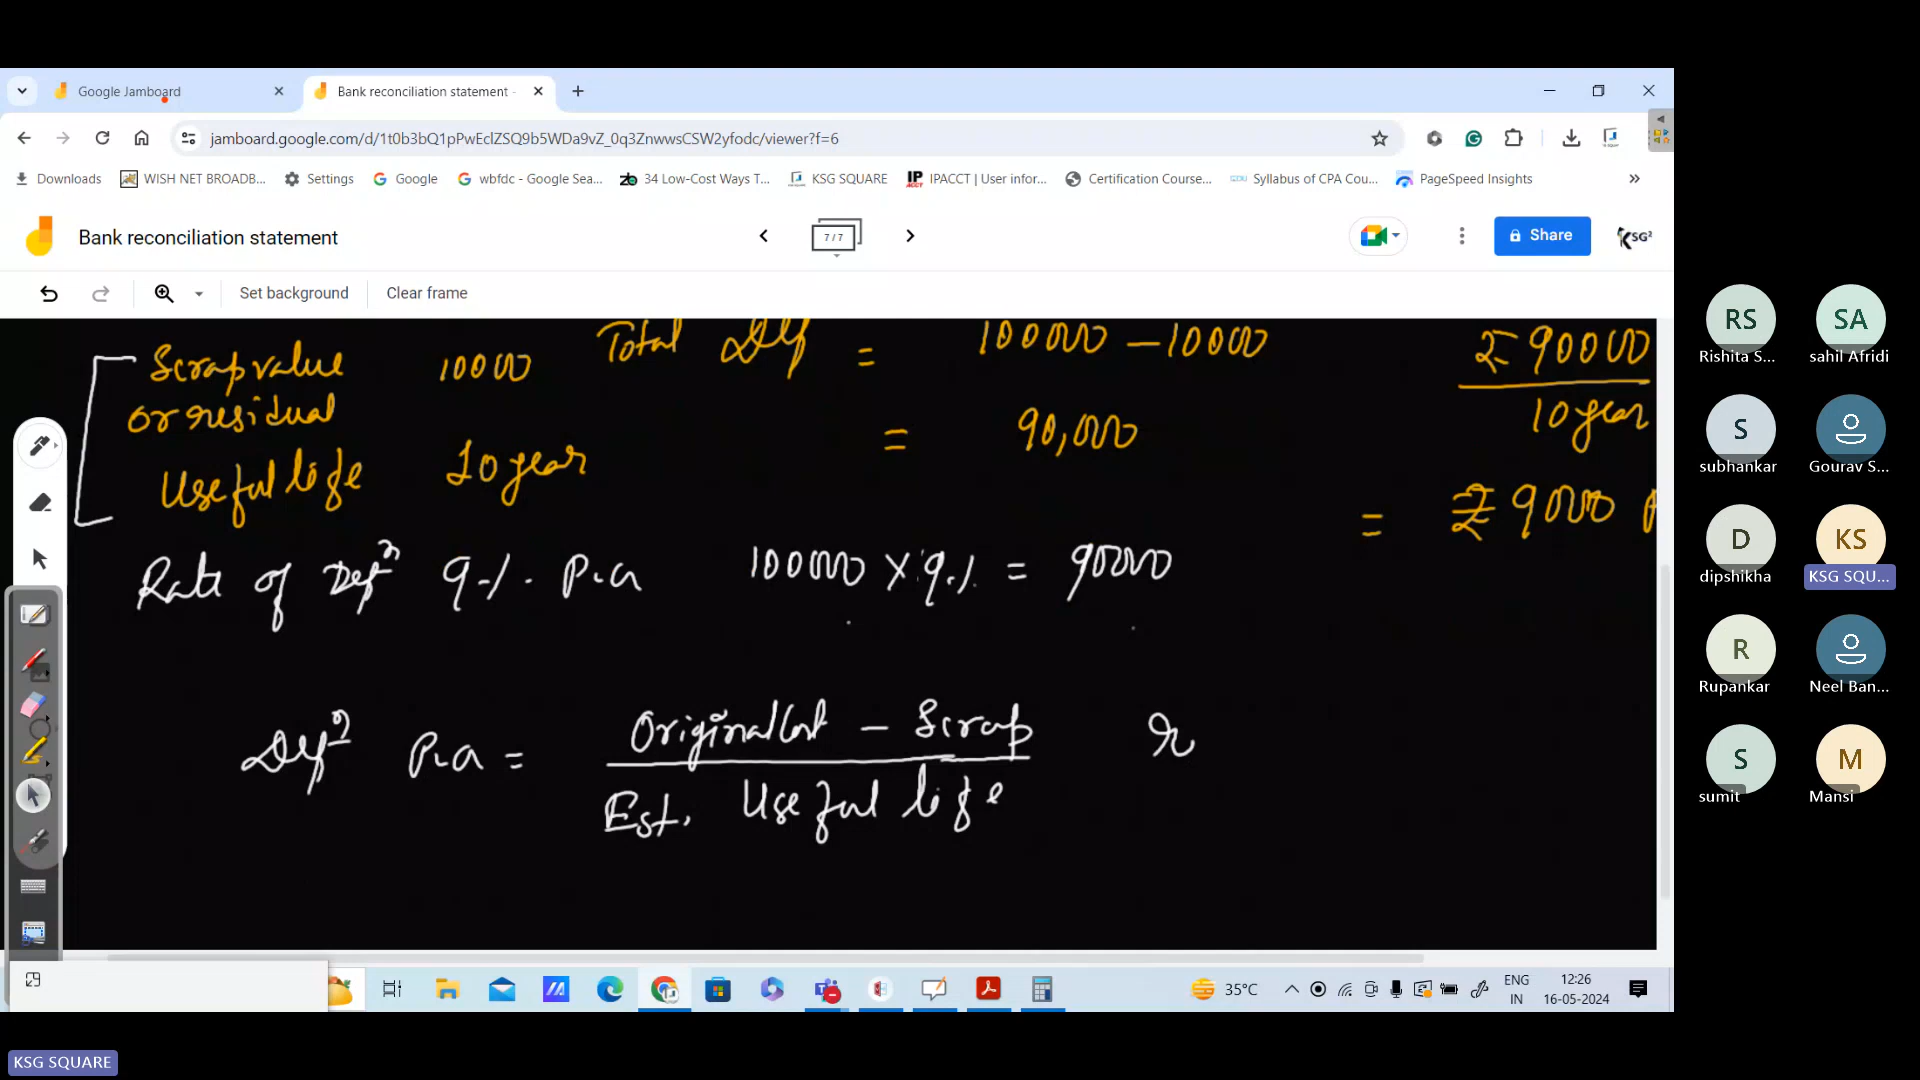 Google Jamboard
Bank reconciliation statement -
jamboard.google.com/d/1t0b3bQ1pPwEclZSQ9b5WDa9vZ_0q3ZnwwsCSW2yfodc/viewer?f=6
Downloads
WISH NET BROADB...
Settings
Google
wbfdc - Google Sea...
34 Low-Cost Ways T...
KSG SQUARE
IPACCT | User infor...
Certification Course...
Syllabus of CPA Cou...
PageSpeed Insights
Bank reconciliation statement
7 / 7
Share
KSG²
Set background
Clear frame
Scrap value 10000 Total Dep = 100000 - 10000 ₹ 90000
or residual = 90,000 10 year
Useful life 10 year = ₹ 9000
Rate of Depn 9 %. P.a 100000 x 9% = 90000
Depn P.a = Original Cost - Scrap
Est. Useful life
RS
Rishita S...
SA
sahil Afridi
S
subhankar
Gourav S...
D
dipshikha
KS
KSG SQU...
R
Rupankar
Neel Ban...
S
sumit
M
Mansi
35°C
ENG
IN
12:26
16-05-2024
KSG SQUARE